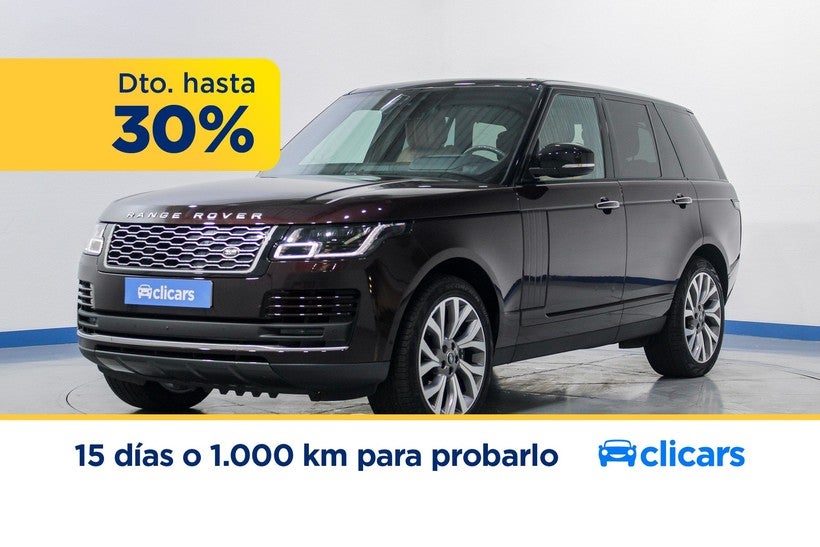 Dto. hasta
30%
RANGE ROVER
clicars
15 días o 1.000 km para probarlo
clicars